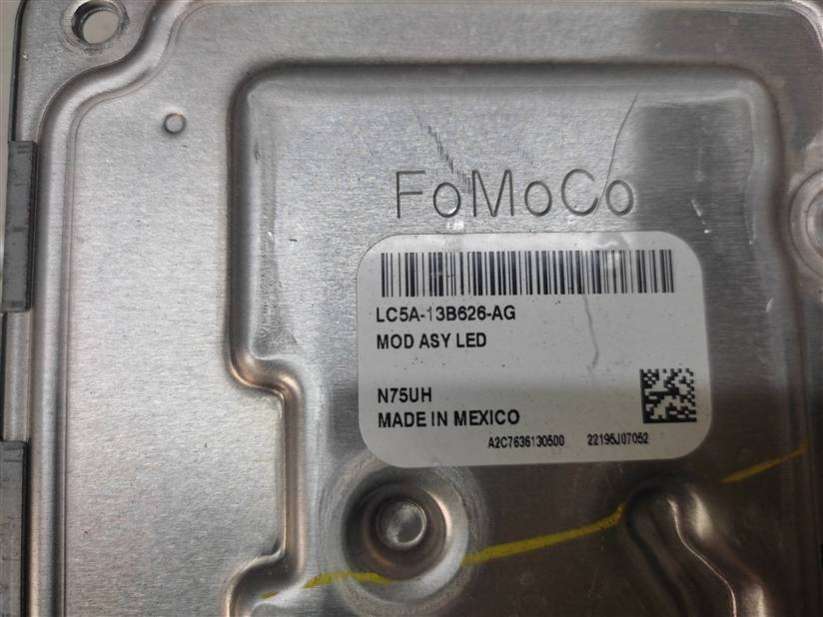 FoMoCo
LC5A-13B626-AG
MOD ASY LED
N75UH
MADE IN MEXICO
A2C7636130500 22195J07052